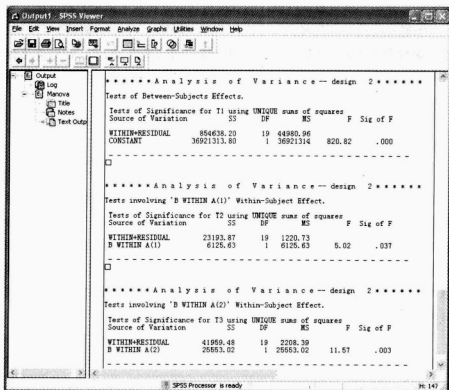 Output1 - SPSS Viewer
File Edit View Insert Format Analyze Graphs Utilities Window Help
Output
Log
Manova
Title
Notes
Text Outp
* * * * * * A n a l y s i s   o f   V a r i a n c e -- design   2 * * * * * *
Tests of Between-Subjects Effects.
Tests of Significance for T1 using UNIQUE sums of squares
Source of Variation SS DF MS F Sig of F
WITHIN+RESIDUAL 854638.20 19 44980.96
CONSTANT 36921313.80 1 36921314 820.82 .000
* * * * * * A n a l y s i s   o f   V a r i a n c e -- design   2 * * * * * *
Tests involving 'B WITHIN A(1)' Within-Subject Effect.
Tests of Significance for T2 using UNIQUE sums of squares
Source of Variation SS DF MS F Sig of F
WITHIN+RESIDUAL 23193.87 19 1220.73
B WITHIN A(1) 6125.63 1 6125.63 5.02 .037
* * * * * * A n a l y s i s   o f   V a r i a n c e -- design   2 * * * * * *
Tests involving 'B WITHIN A(2)' Within-Subject Effect.
Tests of Significance for T3 using UNIQUE sums of squares
Source of Variation SS DF MS F Sig of F
WITHIN+RESIDUAL 41959.48 19 2208.39
B WITHIN A(2) 25553.02 1 25553.02 11.57 .003
SPSS Processor is ready
H: 147